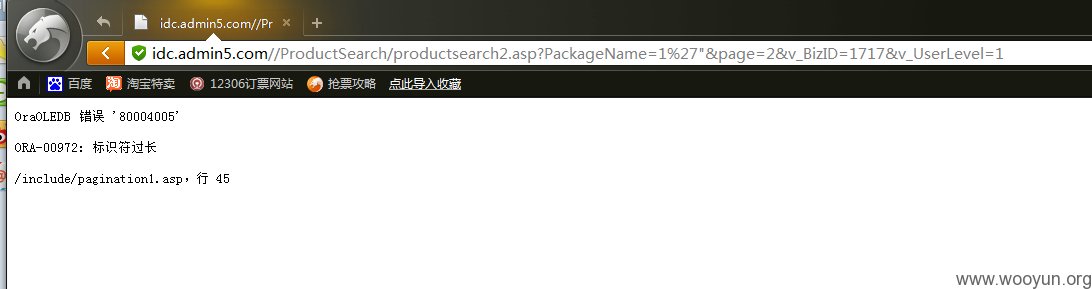 idc.admin5.com//Pr
idc.admin5.com//ProductSearch/productsearch2.asp?PackageName=1%27"&page=2&v_BizID=1717&v_UserLevel=1
百度 淘宝特卖 12306订票网站 抢票攻略 点此导入收藏
OraOLEDB 错误 '80004005'
ORA-00972: 标识符过长
/include/pagination1.asp，行 45
www.wooyun.org